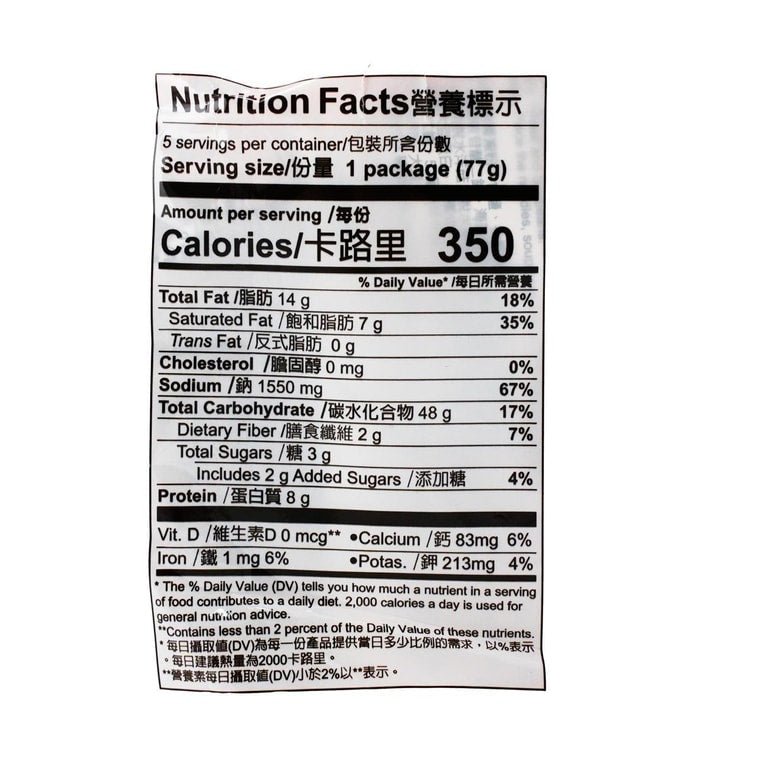 Nutrition Facts營養標示
5 servings per container/包裝所含份數
Serving size/份量 1 package (77g)
Amount per serving /每份
Calories/卡路里 350
% Daily Value* /每日所需營養
Total Fat /脂肪 14 g 18%
Saturated Fat /飽和脂肪 7 g 35%
Trans Fat /反式脂肪 0 g
Cholesterol /膽固醇 0 mg 0%
Sodium /鈉 1550 mg 67%
Total Carbohydrate /碳水化合物 48 g 17%
Dietary Fiber /膳食纖維 2 g 7%
Total Sugars /糖 3 g
Includes 2 g Added Sugars /添加糖 4%
Protein /蛋白質 8 g
Vit. D /維生素D 0 mcg** •Calcium /鈣 83mg 6%
Iron /鐵 1 mg 6% •Potas. /鉀 213mg 4%
* The % Daily Value (DV) tells you how much a nutrient in a serving
of food contributes to a daily diet. 2,000 calories a day is used for
general nutrition advice.
**Contains less than 2 percent of the Daily Value of these nutrients.
* 每日攝取值(DV)為每一份產品提供當日多少比例的需求，以%表示
。每日建議熱量為2000卡路里。
**營養素每日攝取值(DV)小於2%以**表示。